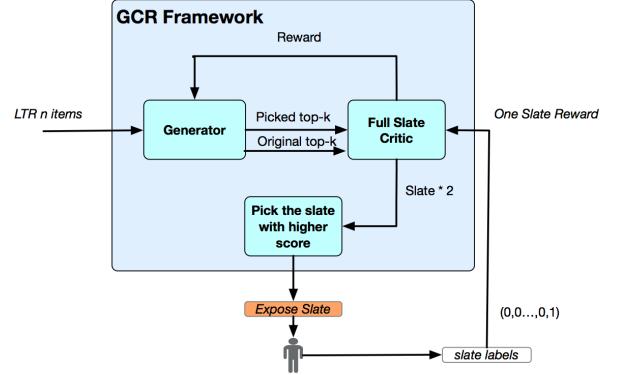 GCR Framework
Reward
LTR n items
Generator
Picked top-k
Original top-k
Full Slate
Critic
One Slate Reward
Slate * 2
Pick the slate
with higher
score
Expose Slate
(0,0...,0,1)
slate labels